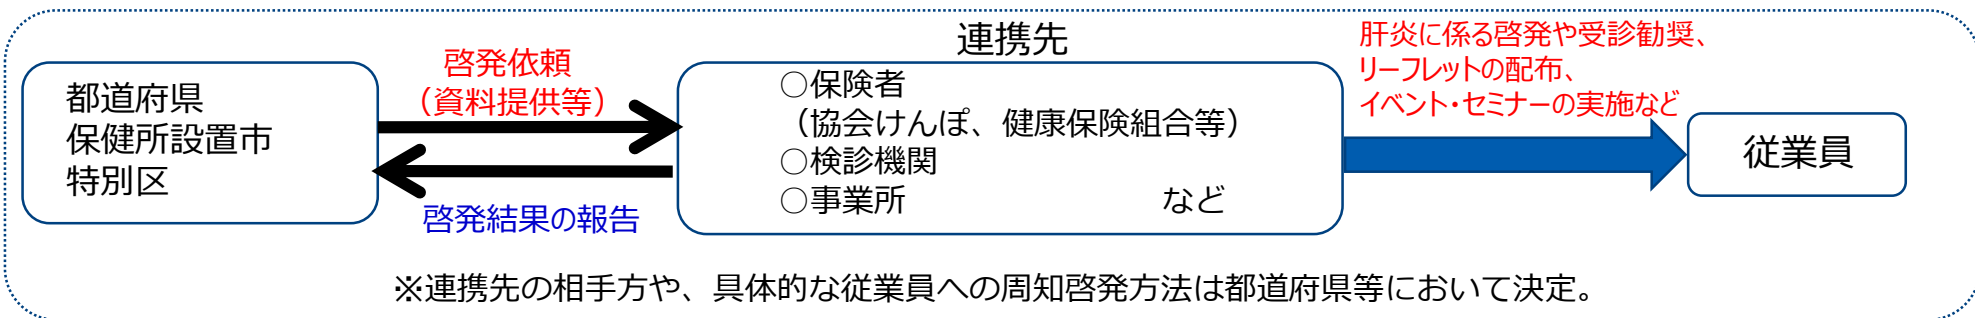 都道府県
保健所設置市
特別区
啓発依頼
（資料提供等）
啓発結果の報告
連携先
○保険者
（協会けんぽ、健康保険組合等）
○検診機関
○事業所 など
肝炎に係る啓発や受診勧奨、
リーフレットの配布、
イベント・セミナーの実施など
従業員
※連携先の相手方や、具体的な従業員への周知啓発方法は都道府県等において決定。